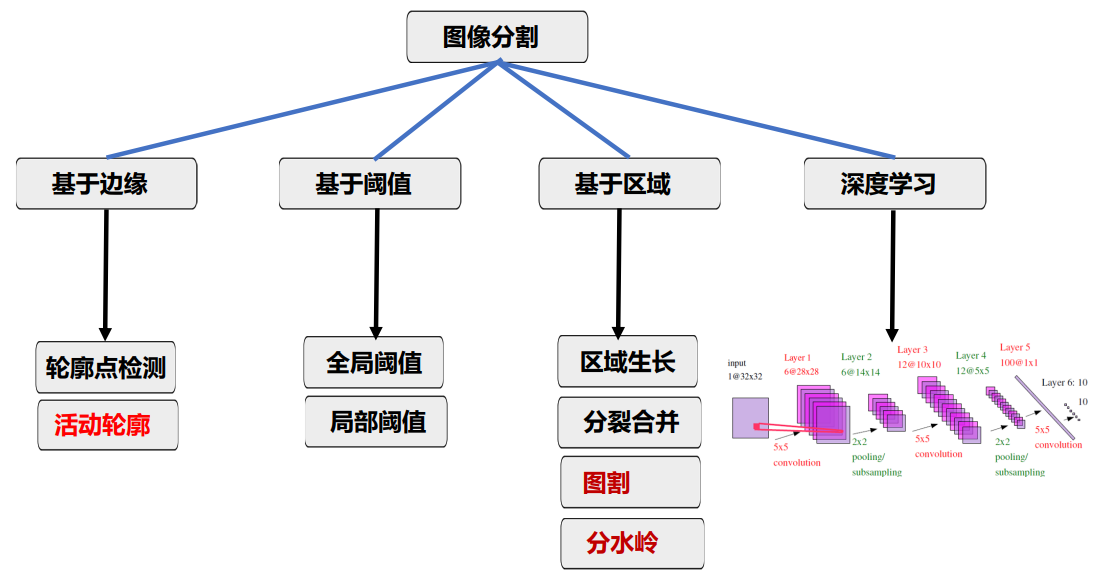 图像分割
基于边缘
基于阈值
基于区域
深度学习
轮廓点检测
活动轮廓
全局阈值
局部阈值
区域生长
分裂合并
图割
分水岭
input
1@32x32
Layer 1
6@28x28
Layer 2
6@14x14
Layer 3
12@10x10
Layer 4
12@5x5
Layer 5
100@1x1
Layer 6: 10
10
5x5
convolution
2x2
pooling/
subsampling
5x5
convolution
2x2
pooling/
subsampling
5x5
convolution